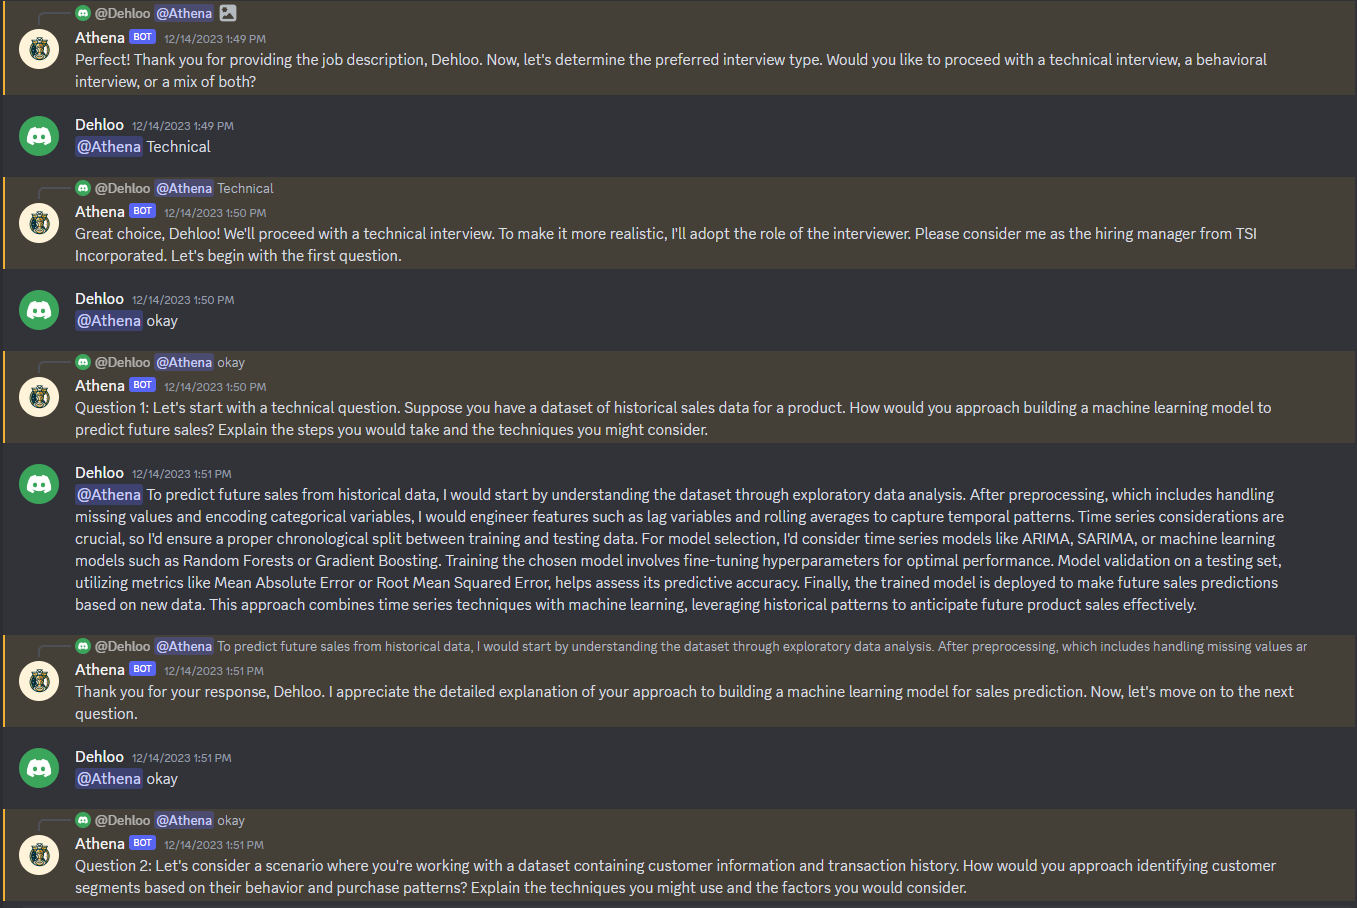 @Dehloo @Athena
Athena BOT 12/14/2023 1:49 PM
Perfect! Thank you for providing the job description, Dehloo. Now, let's determine the preferred interview type. Would you like to proceed with a technical interview, a behavioral
interview, or a mix of both?
Dehloo 12/14/2023 1:49 PM
@Athena Technical
@Dehloo @Athena Technical
Athena BOT 12/14/2023 1:50 PM
Great choice, Dehloo! We'll proceed with a technical interview. To make it more realistic, I'll adopt the role of the interviewer. Please consider me as the hiring manager from TSI
Incorporated. Let's begin with the first question.
Dehloo 12/14/2023 1:50 PM
@Athena okay
@Dehloo @Athena okay
Athena BOT 12/14/2023 1:50 PM
Question 1: Let's start with a technical question. Suppose you have a dataset of historical sales data for a product. How would you approach building a machine learning model to
predict future sales? Explain the steps you would take and the techniques you might consider.
Dehloo 12/14/2023 1:51 PM
@Athena To predict future sales from historical data, I would start by understanding the dataset through exploratory data analysis. After preprocessing, which includes handling
missing values and encoding categorical variables, I would engineer features such as lag variables and rolling averages to capture temporal patterns. Time series considerations are
crucial, so I'd ensure a proper chronological split between training and testing data. For model selection, I'd consider time series models like ARIMA, SARIMA, or machine learning
models such as Random Forests or Gradient Boosting. Training the chosen model involves fine-tuning hyperparameters for optimal performance. Model validation on a testing set,
utilizing metrics like Mean Absolute Error or Root Mean Squared Error, helps assess its predictive accuracy. Finally, the trained model is deployed to make future sales predictions
based on new data. This approach combines time series techniques with machine learning, leveraging historical patterns to anticipate future product sales effectively.
@Dehloo @Athena To predict future sales from historical data, I would start by understanding the dataset through exploratory data analysis. After preprocessing, which includes handling missing values ar
Athena BOT 12/14/2023 1:51 PM
Thank you for your response, Dehloo. I appreciate the detailed explanation of your approach to building a machine learning model for sales prediction. Now, let's move on to the next
question.
Dehloo 12/14/2023 1:51 PM
@Athena okay
@Dehloo @Athena okay
Athena BOT 12/14/2023 1:51 PM
Question 2: Let's consider a scenario where you're working with a dataset containing customer information and transaction history. How would you approach identifying customer
segments based on their behavior and purchase patterns? Explain the techniques you might use and the factors you would consider.